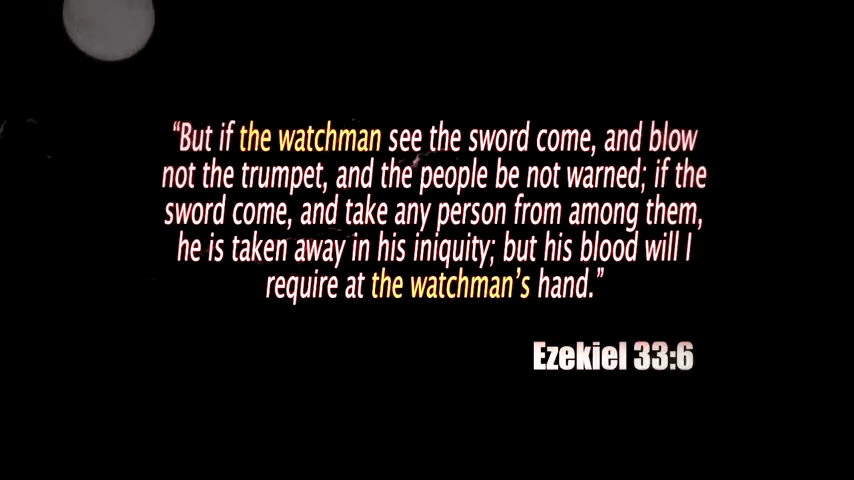 “But if the watchman see the sword come, and blow
not the trumpet, and the people be not warned; if the
sword come, and take any person from among them,
he is taken away in his iniquity; but his blood will I
require at the watchman’s hand.”
Ezekiel 33:6